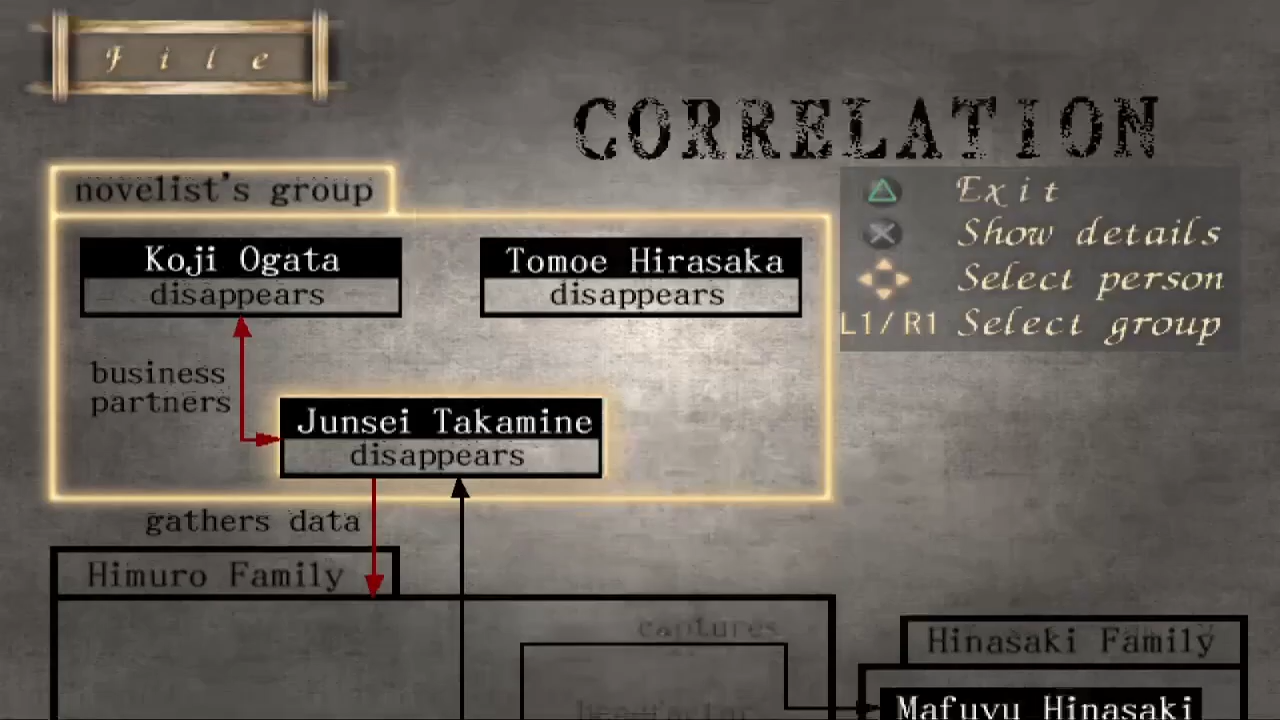 File
CORRELATION
novelist's group
Exit
Show details
Select person
L1/R1 Select group
Koji Ogata
disappears
Tomoe Hirasaka
disappears
business
partners
Junsei Takamine
disappears
gathers data
Himuro Family
captures
Hinasaki Family
Mafuyu Hinasaki